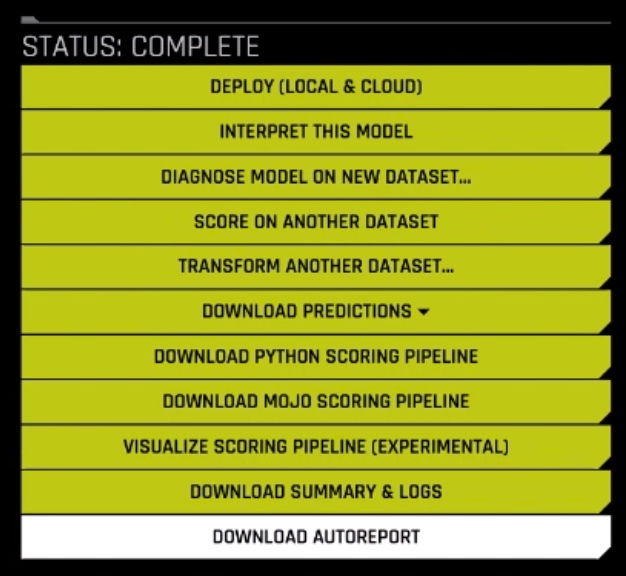 STATUS: COMPLETE
DEPLOY (LOCAL & CLOUD)
INTERPRET THIS MODEL
DIAGNOSE MODEL ON NEW DATASET...
SCORE ON ANOTHER DATASET
TRANSFORM ANOTHER DATASET...
DOWNLOAD PREDICTIONS
DOWNLOAD PYTHON SCORING PIPELINE
DOWNLOAD MOJO SCORING PIPELINE
VISUALIZE SCORING PIPELINE (EXPERIMENTAL)
DOWNLOAD SUMMARY & LOGS
DOWNLOAD AUTOREPORT